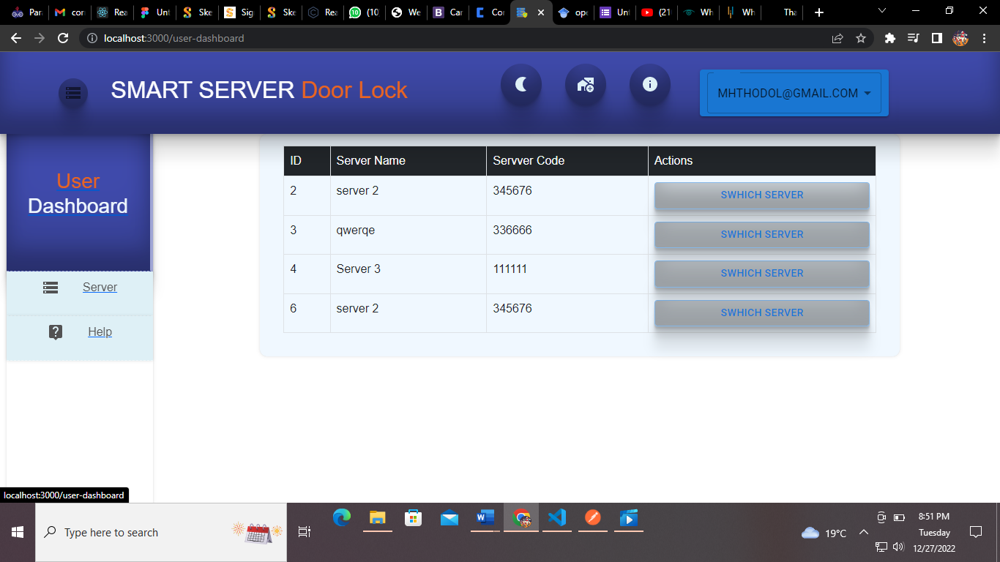 Par
con
Rea
Unt
Ske
Sig
Ske
Rea
(10
We
Car
Cor
ope
Unt
(21
Wh
Wh
Tha
localhost:3000/user-dashboard
SMART SERVER Door Lock
MHTHODOL@GMAIL.COM
User
Dashboard
Server
Help
ID Server Name Servver Code Actions
2 server 2 345676 SWHICH SERVER
3 qwerqe 336666 SWHICH SERVER
4 Server 3 111111 SWHICH SERVER
6 server 2 345676 SWHICH SERVER
localhost:3000/user-dashboard
Type here to search
19°C
8:51 PM
Tuesday
12/27/2022